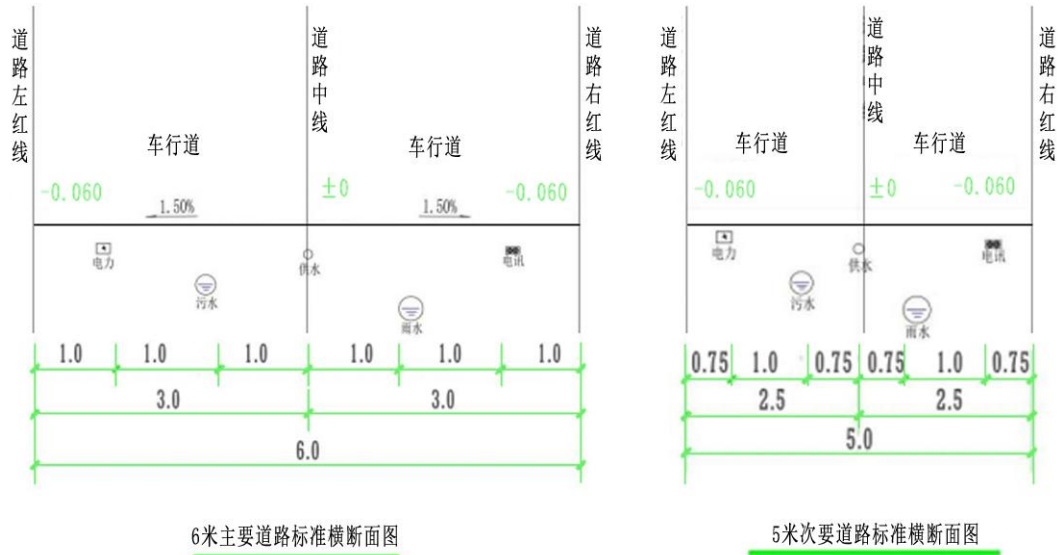 道路左红线
道路中线
道路右红线
车行道
车行道
-0.060
1.50%
±0
1.50%
-0.060
电力
污水
供水
雨水
电讯
1.0
1.0
1.0
1.0
1.0
1.0
3.0
3.0
6.0
6米主要道路标准横断面图
道路左红线
道路中线
道路右红线
车行道
车行道
-0.060
±0
-0.060
电力
污水
供水
雨水
电讯
0.75
1.0
0.75
0.75
1.0
0.75
2.5
2.5
5.0
5米次要道路标准横断面图